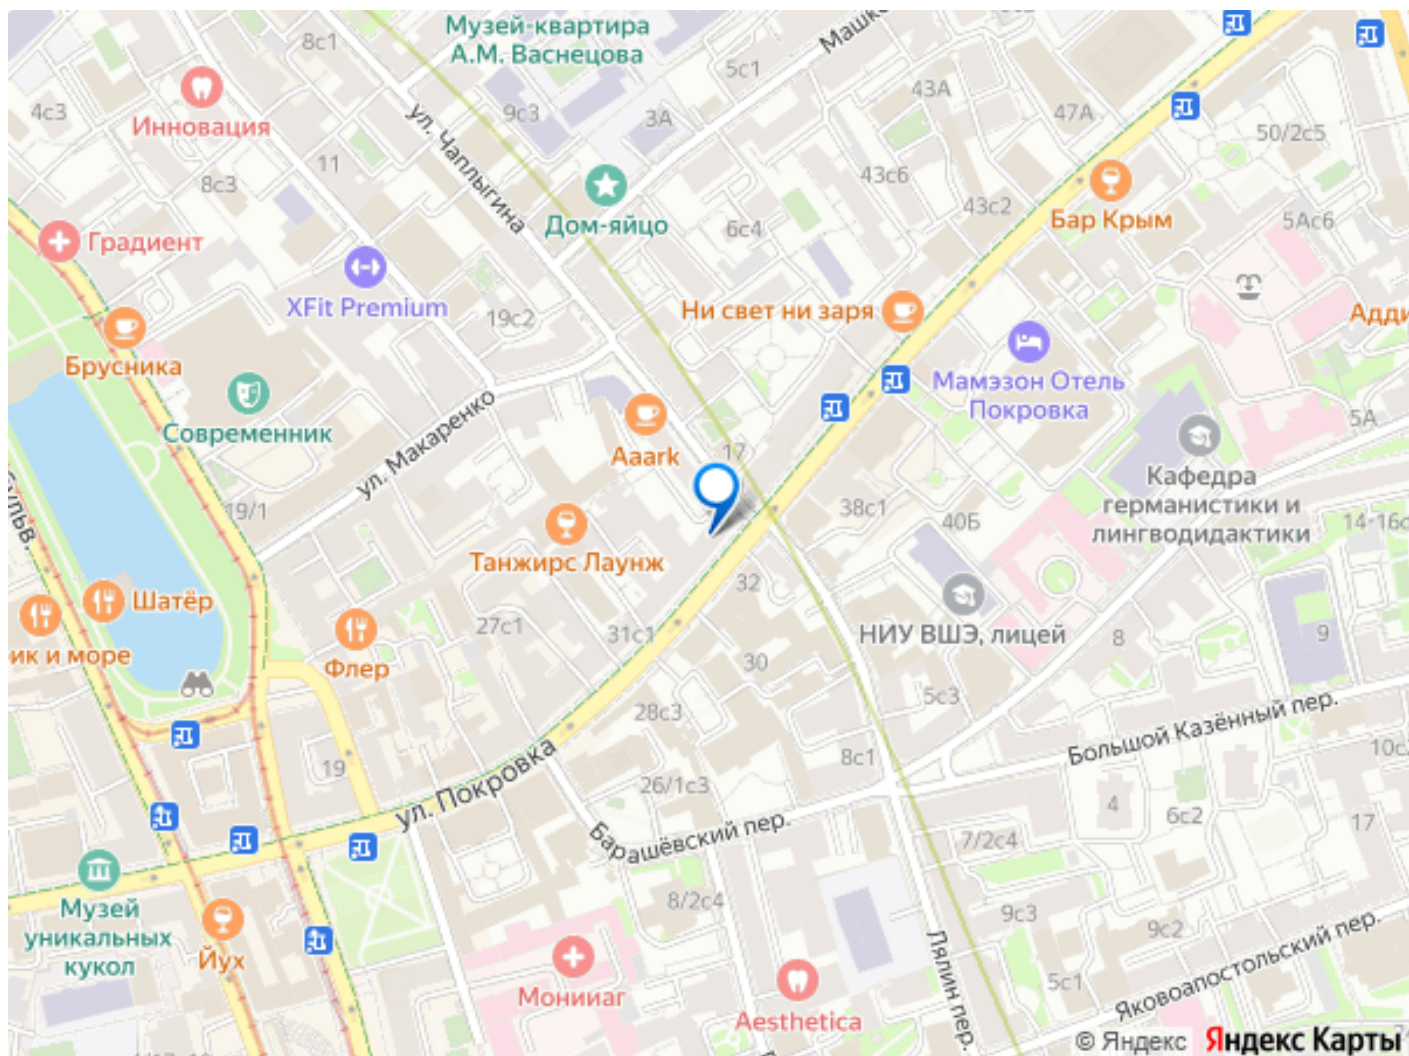 Музей-квартира
А.М. Васнецова
8с1
5с1
4с3
Инновация
9с3
3А
43А
47А
50/2с5
ул. Чаплыгина
11
8с3
43с6
43с2
Бар Крым
5Ас6
Дом-яйцо
6с4
Градиент
XFit Premium
19с2
Ни свет ни заря
Брусника
Мамэзон Отель
Покровка
5А
Современник
ул. Макаренко
Aaark
17
Кафедра
германистики и
лингводидактики
19/1
38с1
40Б
Танжирс Лаунж
32
Шатёр
27с1
31с1
НИУ ВШЭ, лицей
8
9
Флер
30
5с3
28с3
Большой Казённый пер.
8с1
19
26/1с3
4
6с2
17
ул. Покровка
Барашёвский пер.
7/2с4
8/2с4
9с3
9с2
Музей
уникальных
кукол
Йух
Лялин пер.
Монииаг
5с1
Яковоапостольский пер.
Aesthetica
© Яндекс Яндекс Карты